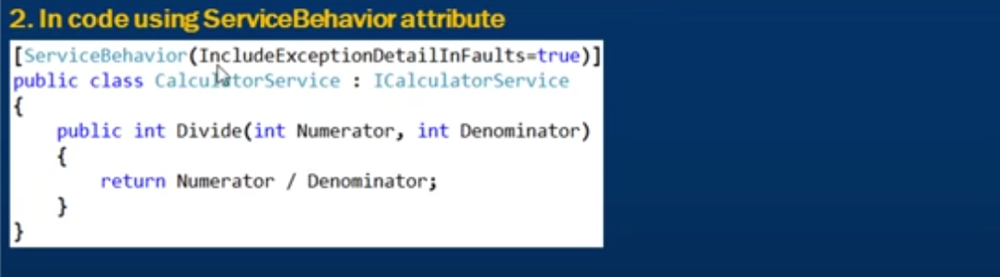 2. In code using ServiceBehavior attribute
[ServiceBehavior(IncludeExceptionDetailInFaults=true)]
public class CalculatorService : ICalculatorService
{
    public int Divide(int Numerator, int Denominator)
    {
        return Numerator / Denominator;
    }
}